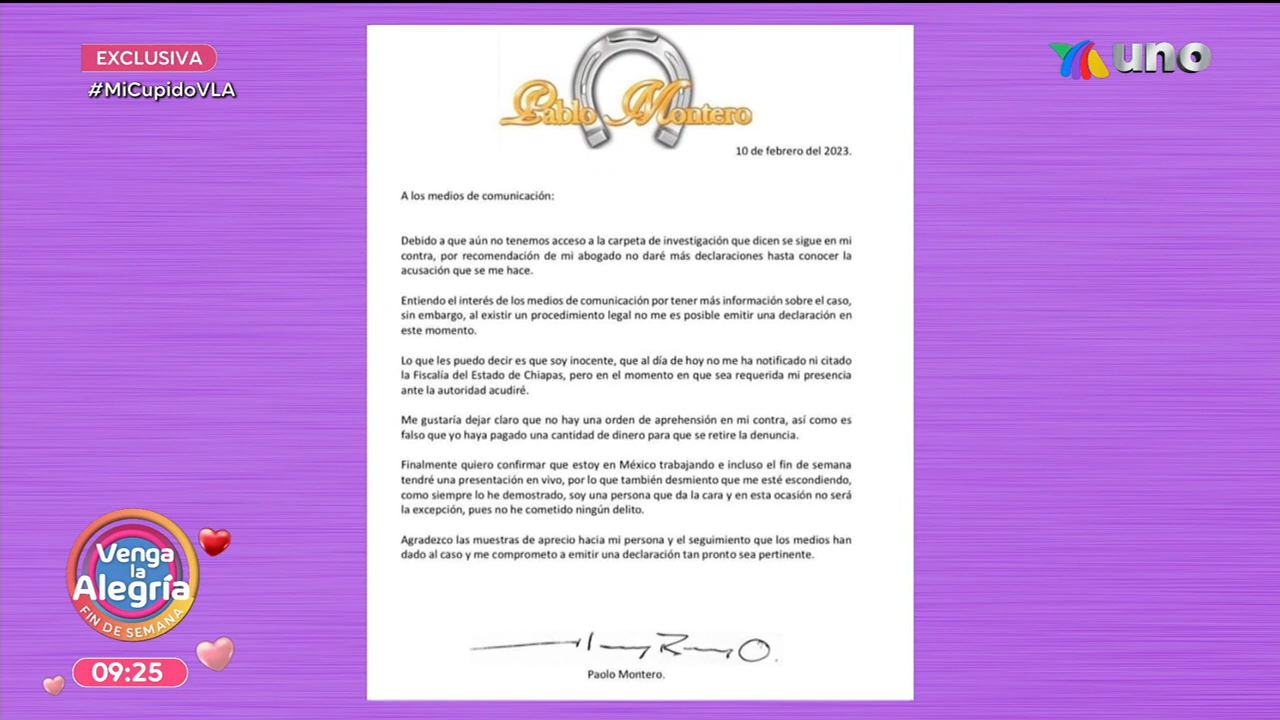 EXCLUSIVA
#MiCupidoVLA
uno
Pablo Montero
10 de febrero del 2023.
A los medios de comunicación:
Debido a que aún no tenemos acceso a la carpeta de investigación que dicen se sigue en mi
contra, por recomendación de mi abogado no daré más declaraciones hasta conocer la
acusación que se me hace.
Entiendo el interés de los medios de comunicación por tener más información sobre el caso,
sin embargo, al existir un procedimiento legal no me es posible emitir una declaración en
este momento.
Lo que les puedo decir es que soy inocente, que al día de hoy no me ha notificado ni citado
la Fiscalía del Estado de Chiapas, pero en el momento en que sea requerida mi presencia
ante la autoridad acudiré.
Me gustaría dejar claro que no hay una orden de aprehensión en mi contra, así como es
falso que yo haya pagado una cantidad de dinero para que se retire la denuncia.
Finalmente quiero confirmar que estoy en México trabajando e incluso el fin de semana
tendré una presentación en vivo, por lo que también desmiento que me esté escondiendo,
como siempre lo he demostrado, soy una persona que da la cara y en esta ocasión no será
la excepción, pues no he cometido ningún delito.
Agradezco las muestras de aprecio hacia mi persona y el seguimiento que los medios han
dado al caso y me comprometo a emitir una declaración tan pronto sea pertinente.
Paolo Montero.
Venga
la
Alegría
FIN DE SEMANA
09:25